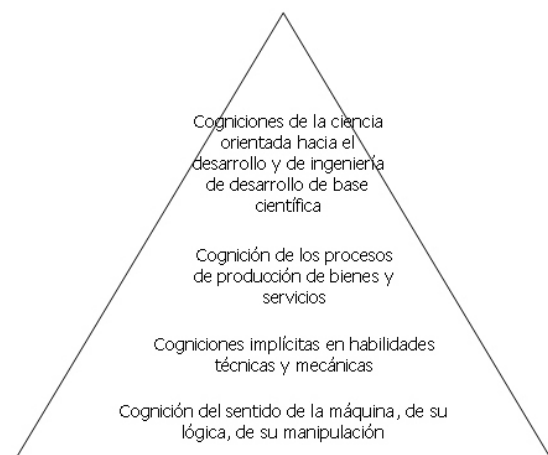 Cogniciones de la ciencia
orientada hacia el
desarrollo y de ingeniería
de desarrollo de base
científica
Cognición de los procesos
de producción de bienes y
servicios
Cogniciones implícitas en habilidades
técnicas y mecánicas
Cognición del sentido de la máquina, de su
lógica, de su manipulación